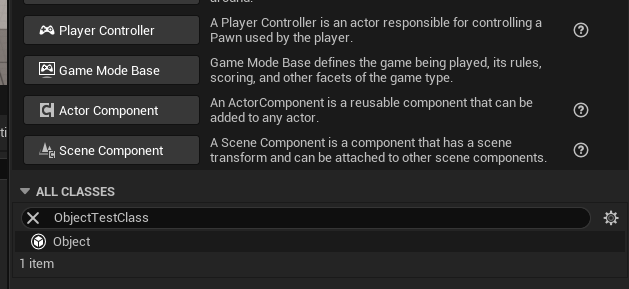 around.
Player Controller
A Player Controller is an actor responsible for controlling a
Pawn used by the player.
Game Mode Base
Game Mode Base defines the game being played, its rules,
scoring, and other facets of the game type.
Actor Component
An ActorComponent is a reusable component that can be
added to any actor.
Scene Component
A Scene Component is a component that has a scene
transform and can be attached to other scene components.
ALL CLASSES
ObjectTestClass
Object
1 item